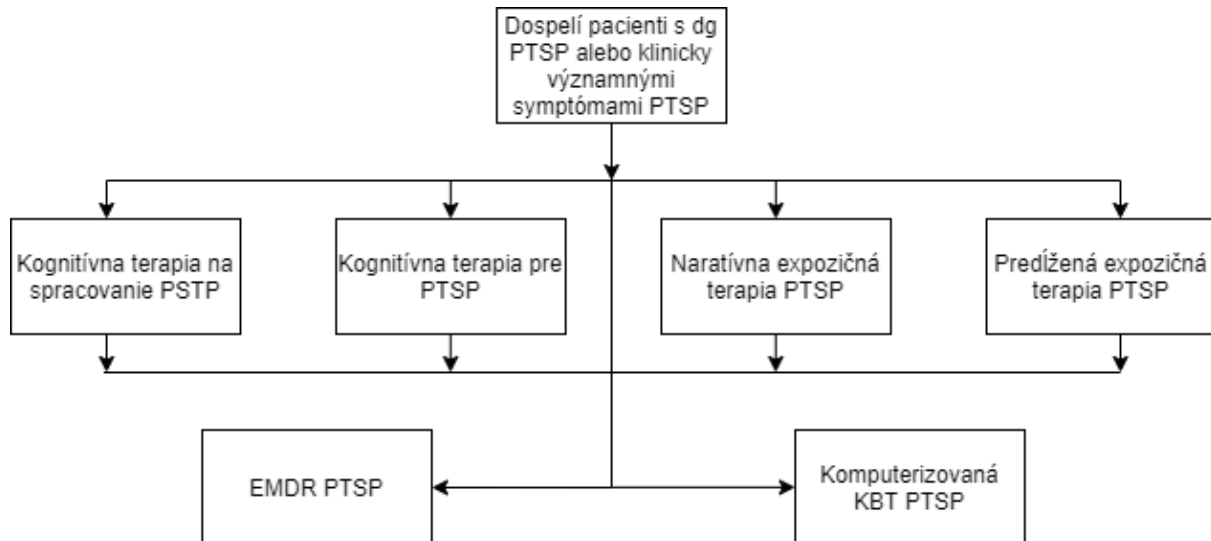 Dospelí pacienti s dg
PTSP alebo klinicky
významnými
symptómami PTSP
Kognitívna terapia na
spracovanie PSTP
Kognitívna terapia pre
PTSP
Naratívna expozičná
terapia PTSP
Predĺžená expozičná
terapia PTSP
EMDR PTSP
Komputerizovaná
KBT PTSP